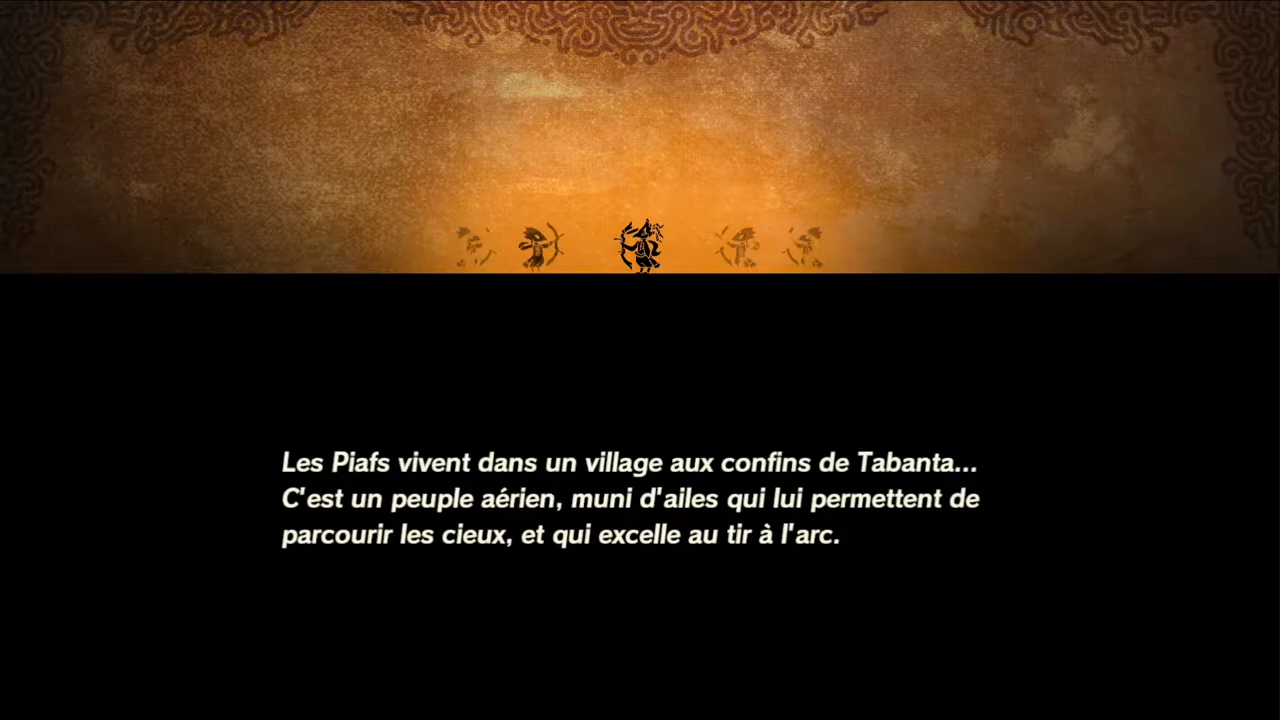 Les Piafs vivent dans un village aux confins de Tabanta...
C'est un peuple aérien, muni d'ailes qui lui permettent de
parcourir les cieux, et qui excelle au tir à l'arc.